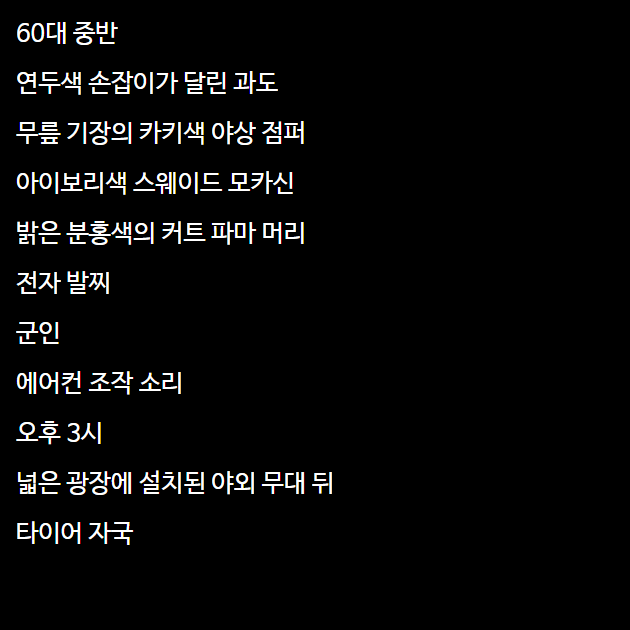 60대 중반
연두색 손잡이가 달린 과도
무릎 기장의 카키색 야상 점퍼
아이보리색 스웨이드 모카신
밝은 분홍색의 커트 파마 머리
전자 발찌
군인
에어컨 조작 소리
오후 3시
넓은 광장에 설치된 야외 무대 뒤
타이어 자국